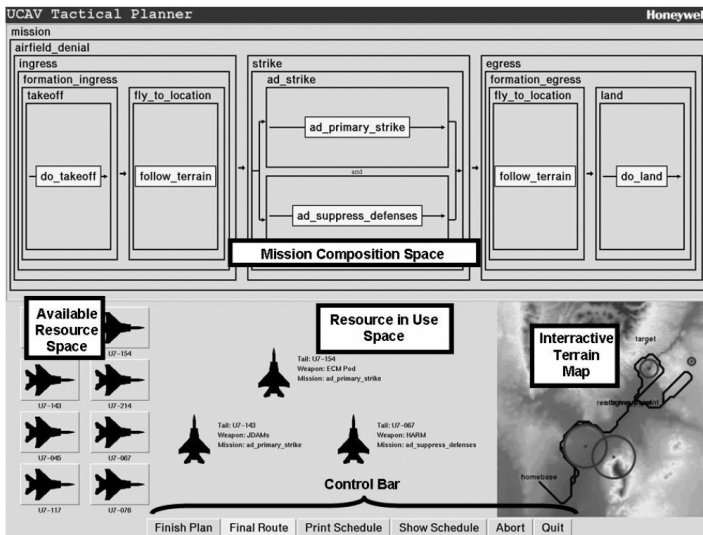 UCAV Tactical Planner
Honeywell
mission
airfield_denial
ingress
strike
egress
formation_ingress
ad_strike
formation_egress
takeoff
fly_to_location
fly_to_location
land
ad_primary_strike
and
do_takeoff
follow_terrain
follow_terrain
do_land
ad_suppress_defenses
Mission Composition Space
Available
Resource
Space
Resource in Use
Space
Interractive
Terrain
Map
U7-154
U7-143
U7-214
U7-045
U7-067
U7-117
U7-076
Tail: U7-154
Weapon: ECM Pod
Mission: ad_primary_strike
Tail: U7-143
Weapon: JDAMs
Mission: ad_primary_strike
Tail: U7-067
Weapon: HARM
Mission: ad_suppress_defenses
target
homebase
Control Bar
Finish Plan
Final Route
Print Schedule
Show Schedule
Abort
Quit